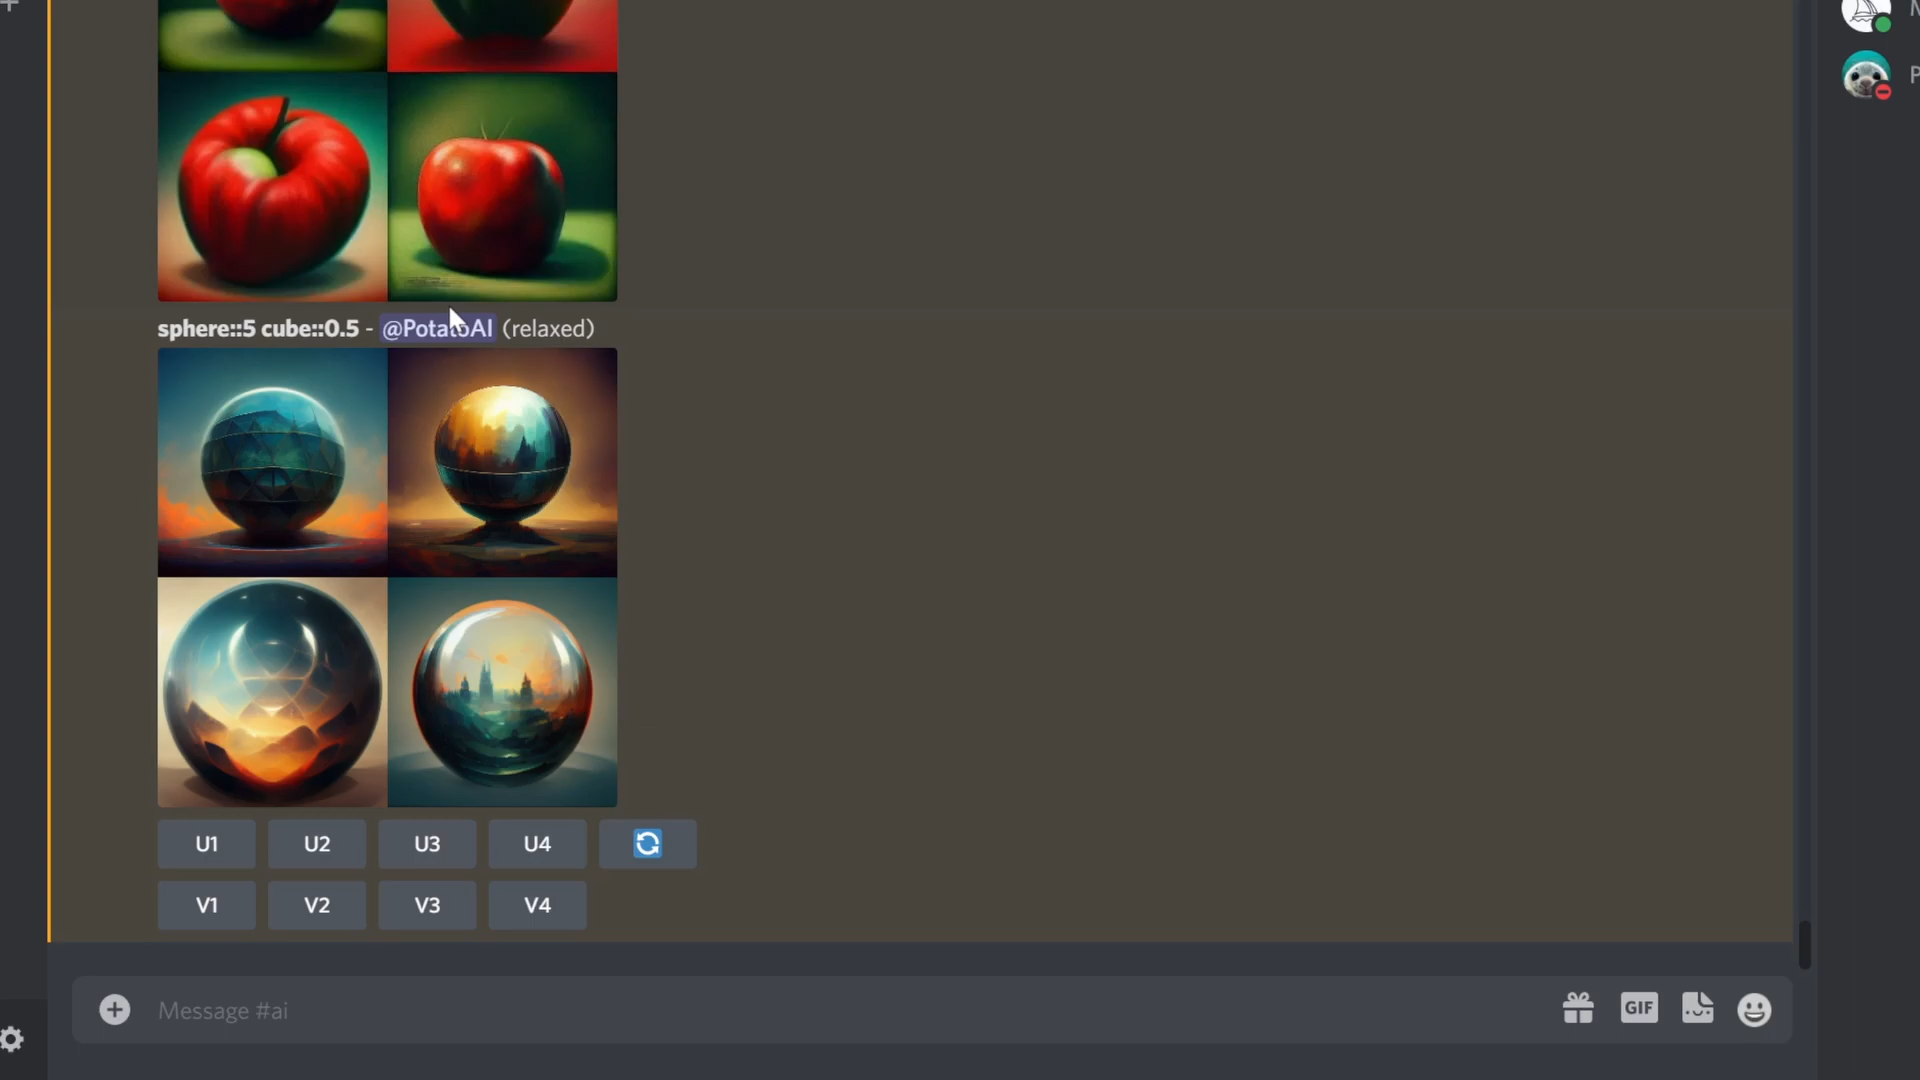 sphere::5 cube::0.5 - @PotatoAI (relaxed)
U1 U2 U3 U4
V1 V2 V3 V4
Message #ai
GIF